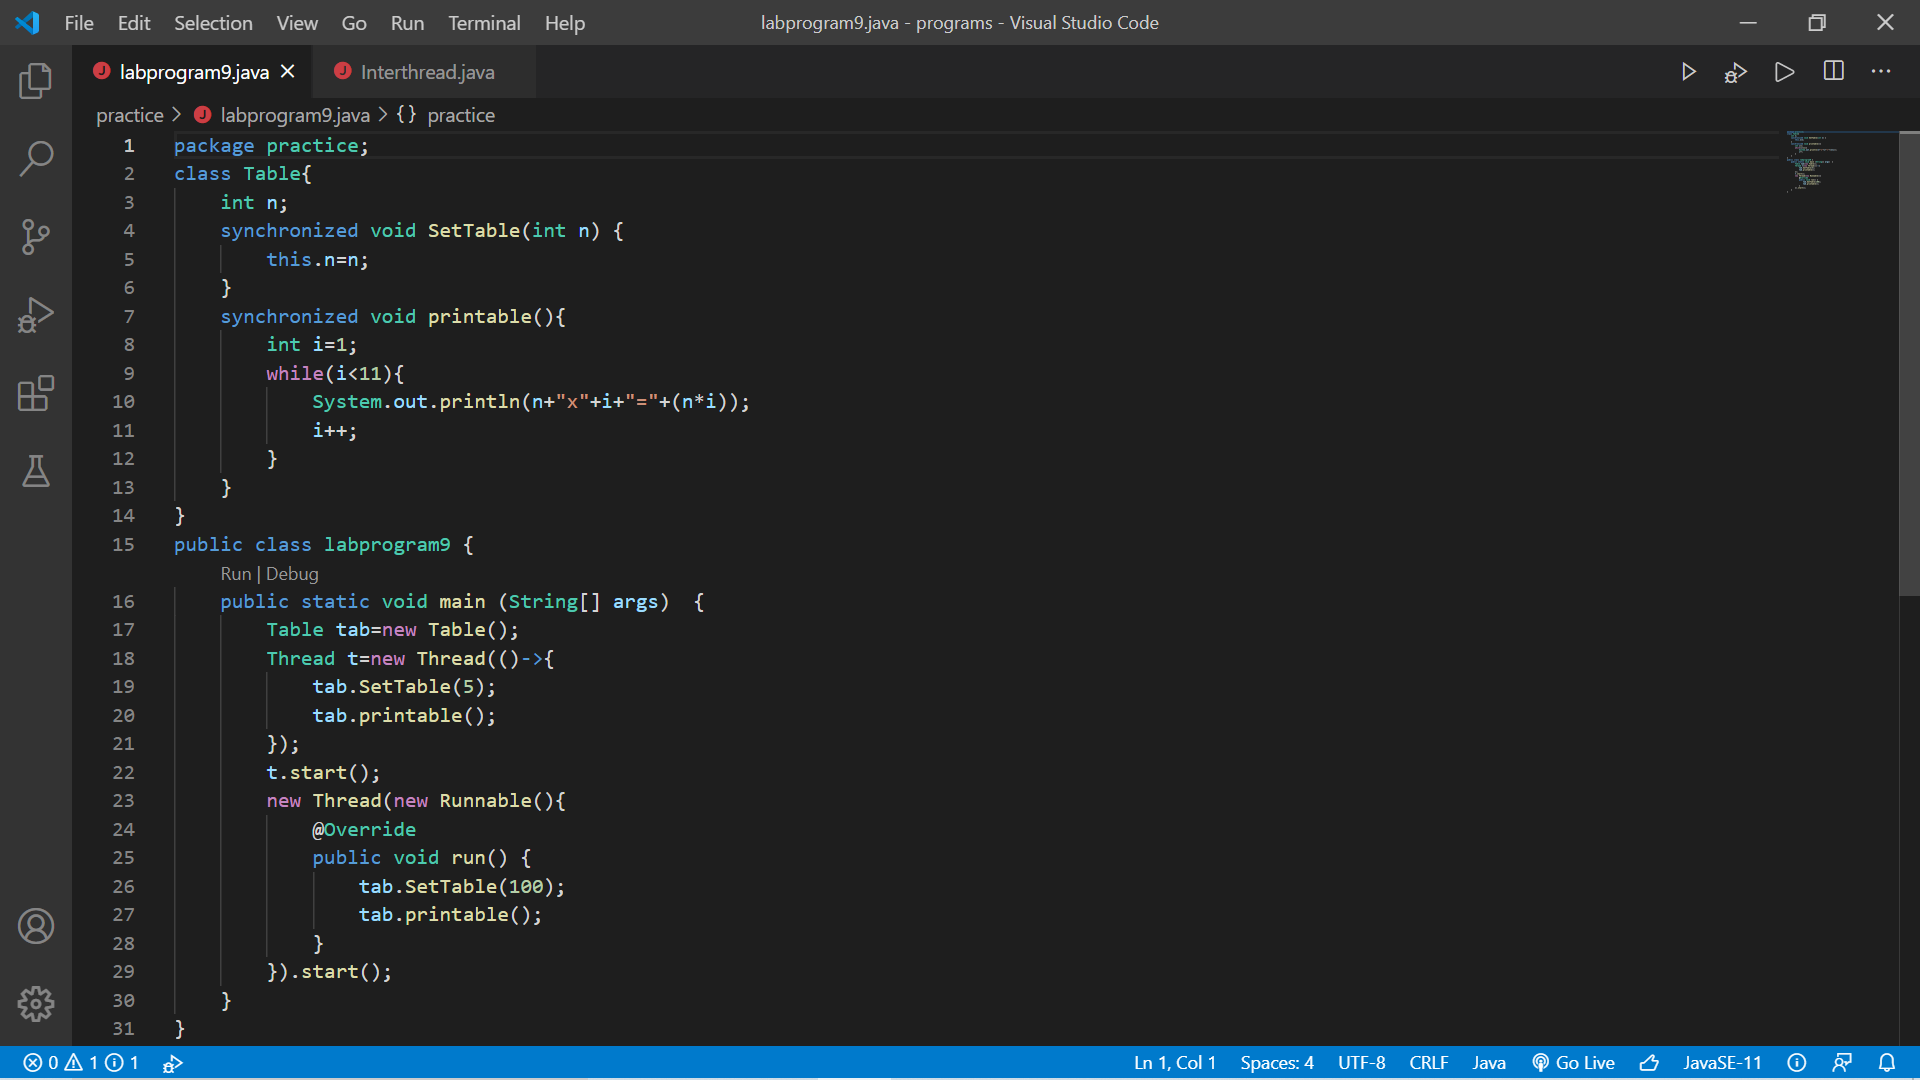 File Edit Selection View Go Run Terminal Help labprogram9.java - programs - Visual Studio Code
labprogram9.java Interthread.java
practice > labprogram9.java > {} practice
1 package practice;
2 class Table{
3 int n;
4 synchronized void SetTable(int n) {
5 this.n=n;
6 }
7 synchronized void printable(){
8 int i=1;
9 while(i<11){
10 System.out.println(n+"x"+i+"="+(n*i));
11 i++;
12 }
13 }
14 }
15 public class labprogram9 {
Run | Debug
16 public static void main (String[] args)  {
17 Table tab=new Table();
18 Thread t=new Thread(()->{
19 tab.SetTable(5);
20 tab.printable();
21 });
22 t.start();
23 new Thread(new Runnable(){
24 @Override
25 public void run() {
26 tab.SetTable(100);
27 tab.printable();
28 }
29 }).start();
30 }
31 }
0 1 1 Ln 1, Col 1 Spaces: 4 UTF-8 CRLF Java Go Live JavaSE-11